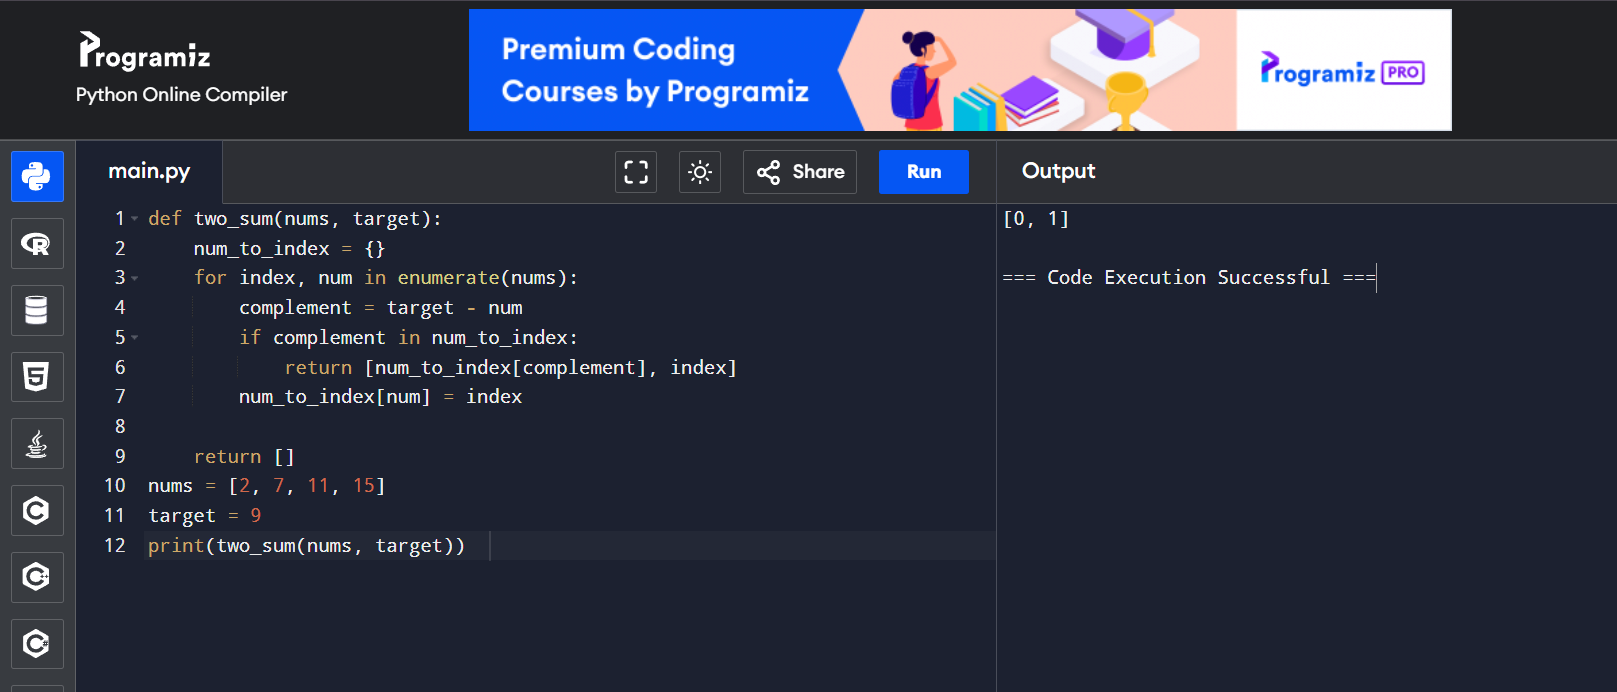 Programiz
Python Online Compiler
Premium Coding
Courses by Programiz
Programiz PRO
main.py
Share
Run
Output
1 def two_sum(nums, target):
2     num_to_index = {}
3     for index, num in enumerate(nums):
4         complement = target - num
5         if complement in num_to_index:
6             return [num_to_index[complement], index]
7         num_to_index[num] = index
8
9     return []
10 nums = [2, 7, 11, 15]
11 target = 9
12 print(two_sum(nums, target))
[0, 1]
=== Code Execution Successful ===
R
5
C
C++
C#